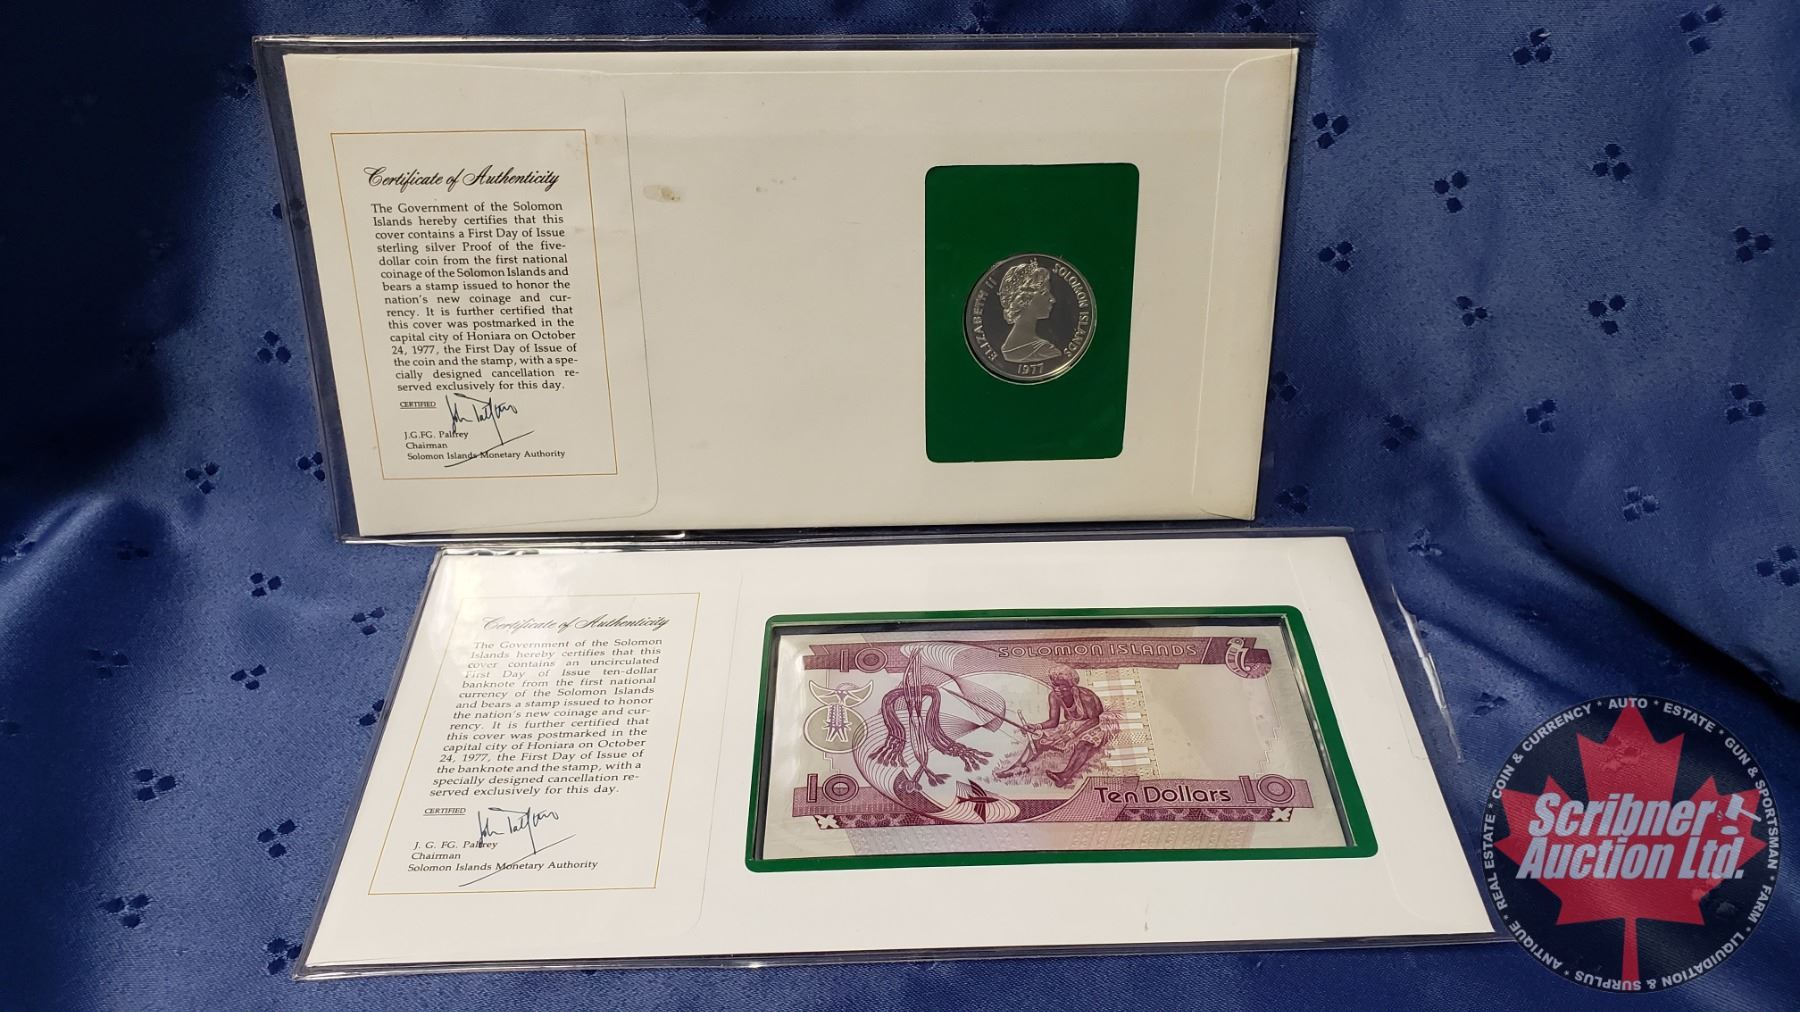 Certificate of Authenticity
The Government of the Solomon
Islands hereby certifies that this
cover contains a First Day of Issue
sterling silver Proof of the five-
dollar coin from the first national
coinage of the Solomon Islands and
bears a stamp issued to honor the
nation's new coinage and cur-
rency. It is further certified that
this cover was postmarked in the
capital city of Honiara on October
24, 1977, the First Day of Issue of
the coin and the stamp, with a spe-
cially designed cancellation re-
served exclusively for this day.
CERTIFIED
J.G.FG. Palfrey
Chairman
Solomon Islands Monetary Authority
ELIZABETH II
SOLOMON ISLANDS
1977
Certificate of Authenticity
The Government of the Solomon
Islands hereby certifies that this
cover contains an uncirculated
First Day of Issue ten-dollar
banknote from the first national
currency of the Solomon Islands
and bears a stamp issued to honor
the nation's new coinage and cur-
rency. It is further certified that
this cover was postmarked in the
capital city of Honiara on October
24, 1977, the First Day of Issue of
the banknote and the stamp, with a
specially designed cancellation re-
served exclusively for this day.
CERTIFIED
J. G. FG. Palfrey
Chairman
Solomon Islands Monetary Authority
10
SOLOMON ISLANDS
10
Ten Dollars
10
Scribner
Auction Ltd.
ANTIQUE * REAL ESTATE * COIN & CURRENCY * AUTO * ESTATE * GUN & SPORTSMAN * FARM * LIQUIDATION & SURPLUS *